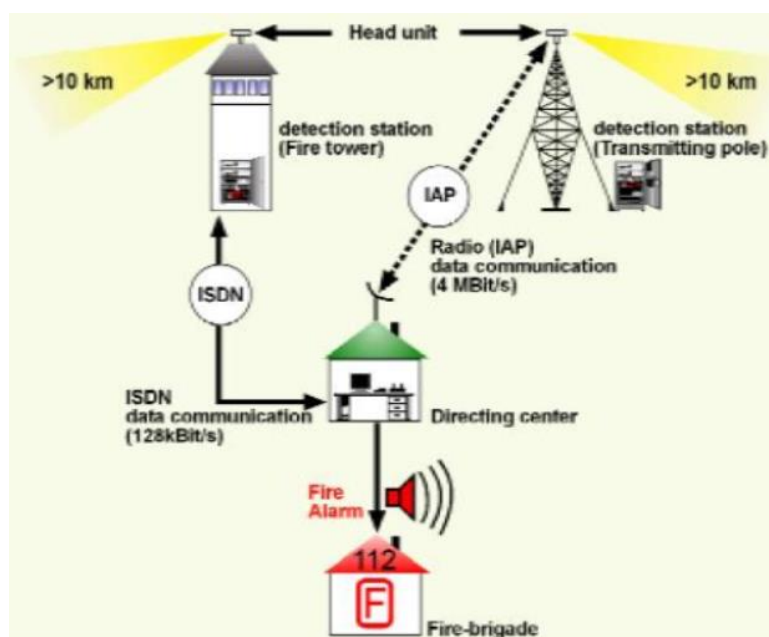 Head unit
>10 km
>10 km
detection station
(Fire tower)
detection station
(Transmitting pole)
IAP
Radio (IAP)
data communication
(4 MBit/s)
ISDN
ISDN
data communication
(128kBit/s)
Directing center
Fire
Alarm
112
F
Fire-brigade